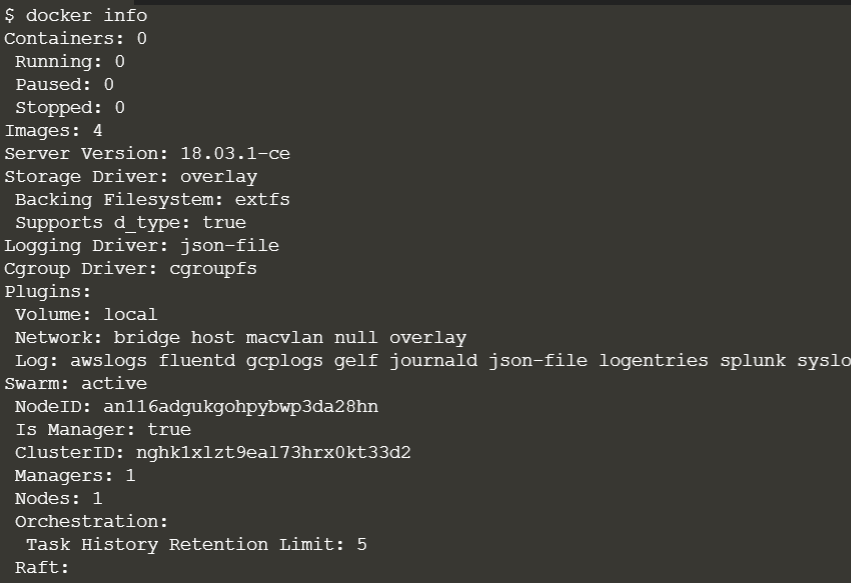 $ docker info
Containers: 0
 Running: 0
 Paused: 0
 Stopped: 0
Images: 4
Server Version: 18.03.1-ce
Storage Driver: overlay
 Backing Filesystem: extfs
 Supports d_type: true
Logging Driver: json-file
Cgroup Driver: cgroupfs
Plugins:
 Volume: local
 Network: bridge host macvlan null overlay
 Log: awslogs fluentd gcplogs gelf journald json-file logentries splunk syslo
Swarm: active
 NodeID: an116adgukgohpybwp3da28hn
 Is Manager: true
 ClusterID: nghk1xlzt9eal73hrx0kt33d2
 Managers: 1
 Nodes: 1
 Orchestration:
  Task History Retention Limit: 5
 Raft: